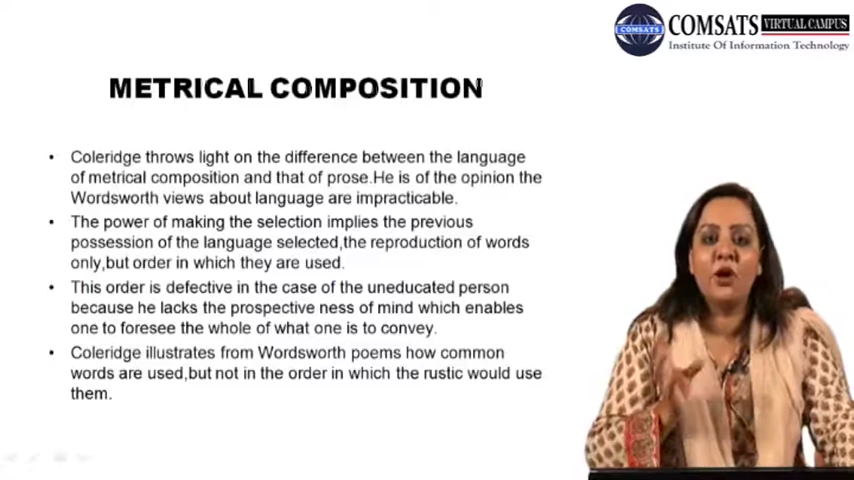 COMSATS
COMSATS VIRTUAL CAMPUS
Institute Of Information Technology
METRICAL COMPOSITION
• Coleridge throws light on the difference between the language
of metrical composition and that of prose.He is of the opinion the
Wordsworth views about language are impracticable.
• The power of making the selection implies the previous
possession of the language selected,the reproduction of words
only,but order in which they are used.
• This order is defective in the case of the uneducated person
because he lacks the prospective ness of mind which enables
one to foresee the whole of what one is to convey.
• Coleridge illustrates from Wordsworth poems how common
words are used,but not in the order in which the rustic would use
them.